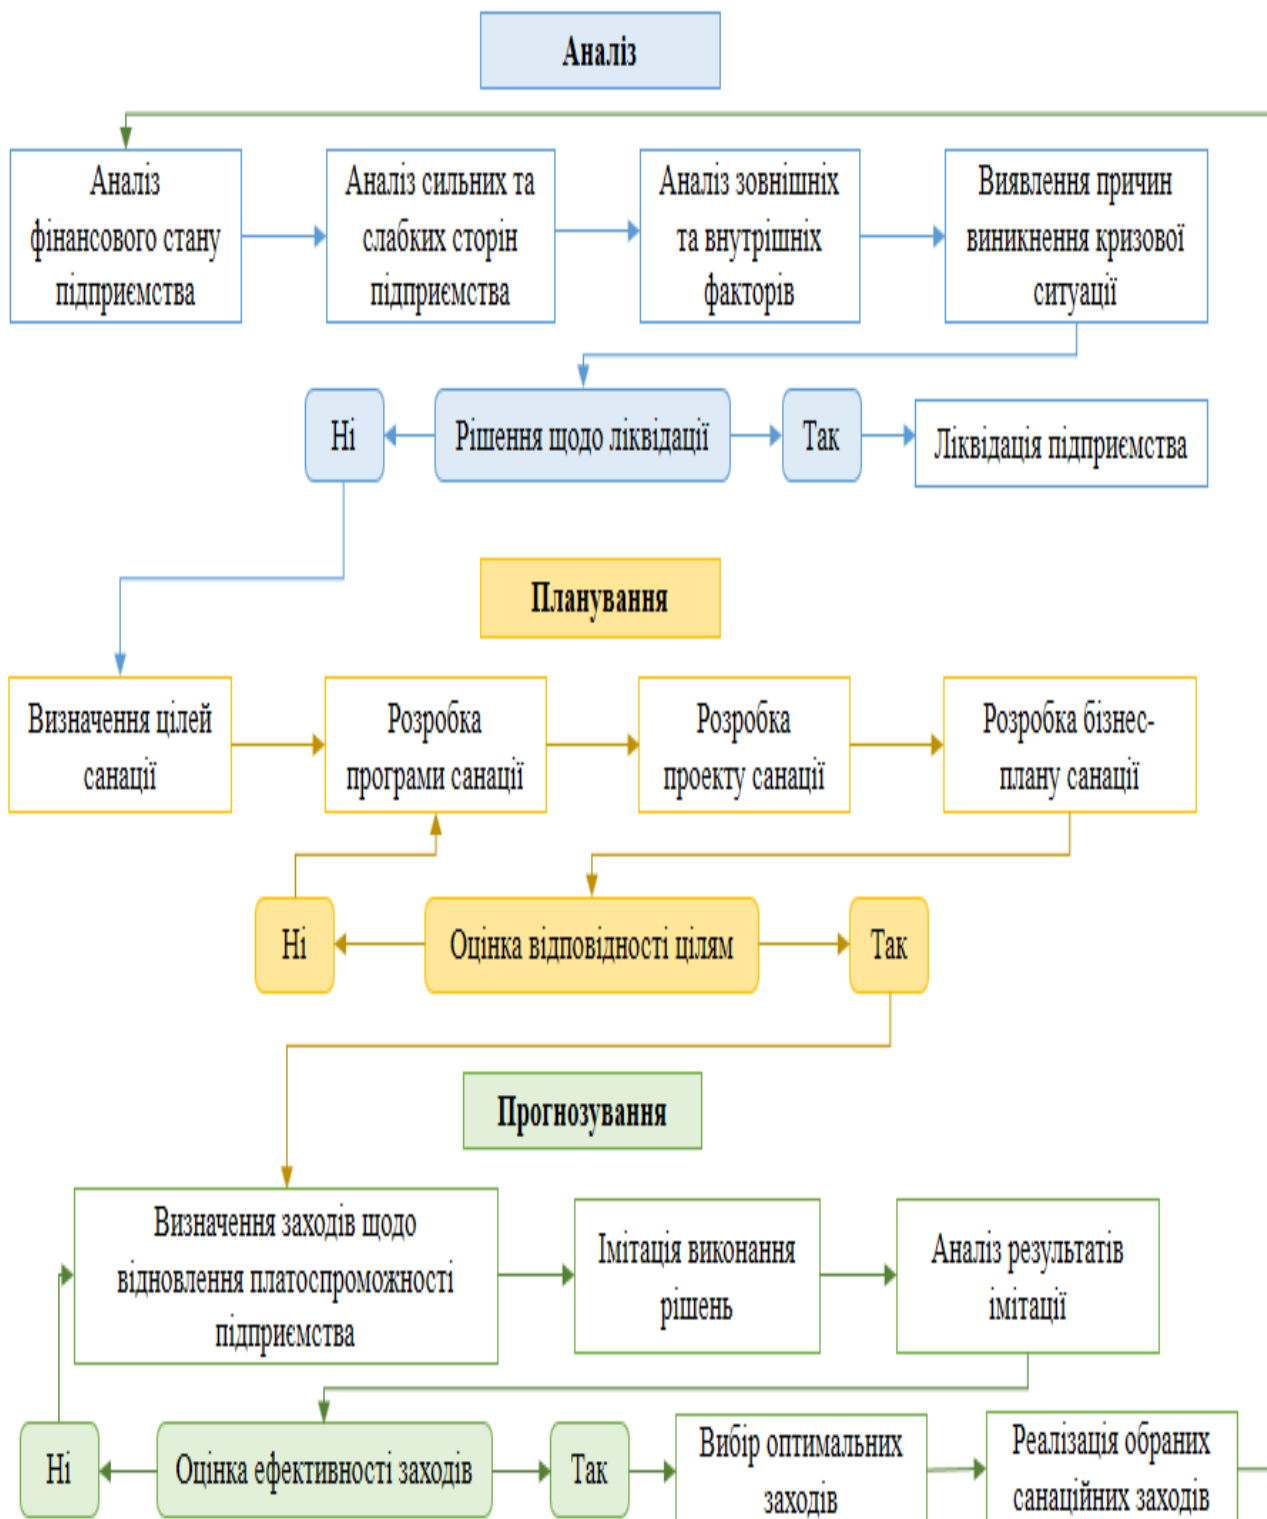 Аналіз
Аналіз
фінансового стану
підприємства
Аналіз сильних та
слабких сторін
підприємства
Аналіз зовнішніх
та внутрішніх
факторів
Виявлення причин
виникнення кризової
ситуації
Ні
Рішення щодо ліквідації
Так
Ліквідація підприємства
Планування
Визначення цілей
санації
Розробка
програми санації
Розробка
проекту санації
Розробка бізнес-
плану санації
Ні
Оцінка відповідності цілям
Так
Прогнозування
Визначення заходів щодо
відновлення платоспроможності
підприємства
Імітація виконання
рішень
Аналіз результатів
імітації
Ні
Оцінка ефективності заходів
Так
Вибір оптимальних
заходів
Реалізація обраних
санаційних заходів